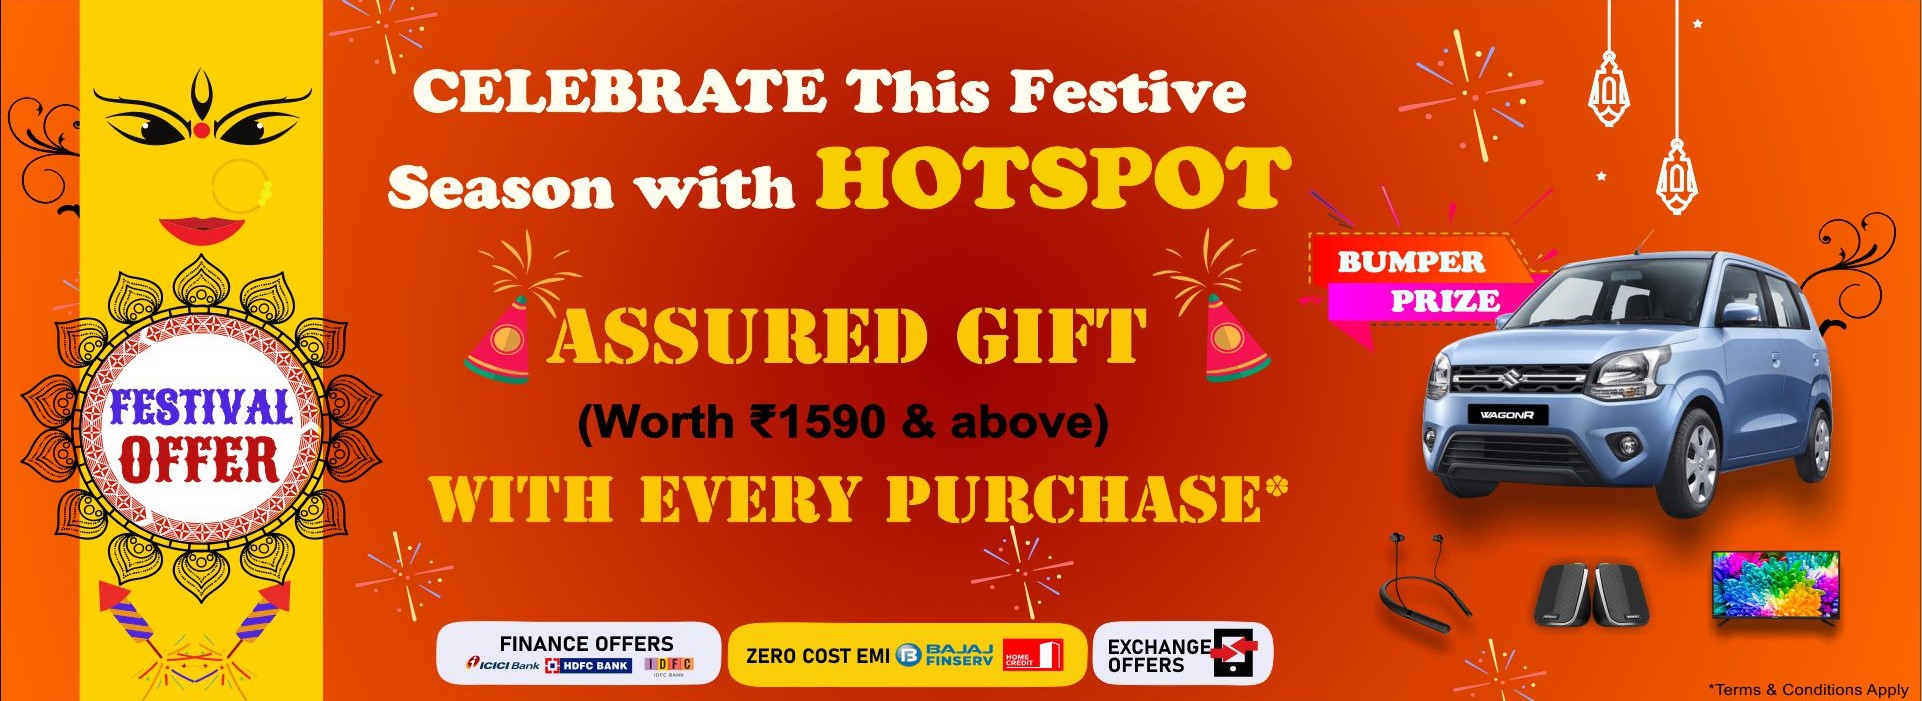 CELEBRATE This Festive
Season with HOTSPOT
ASSURED GIFT
(Worth ₹1590 & above)
WITH EVERY PURCHASE*
FESTIVAL
OFFER
BUMPER
PRIZE
WAGONR
FINANCE OFFERS
ICICI Bank HDFC BANK IDFC
IDFC BANK
ZERO COST EMI B BAJAJ
FINSERV
HOME
CREDIT
EXCHANGE
OFFERS
*Terms & Conditions Apply